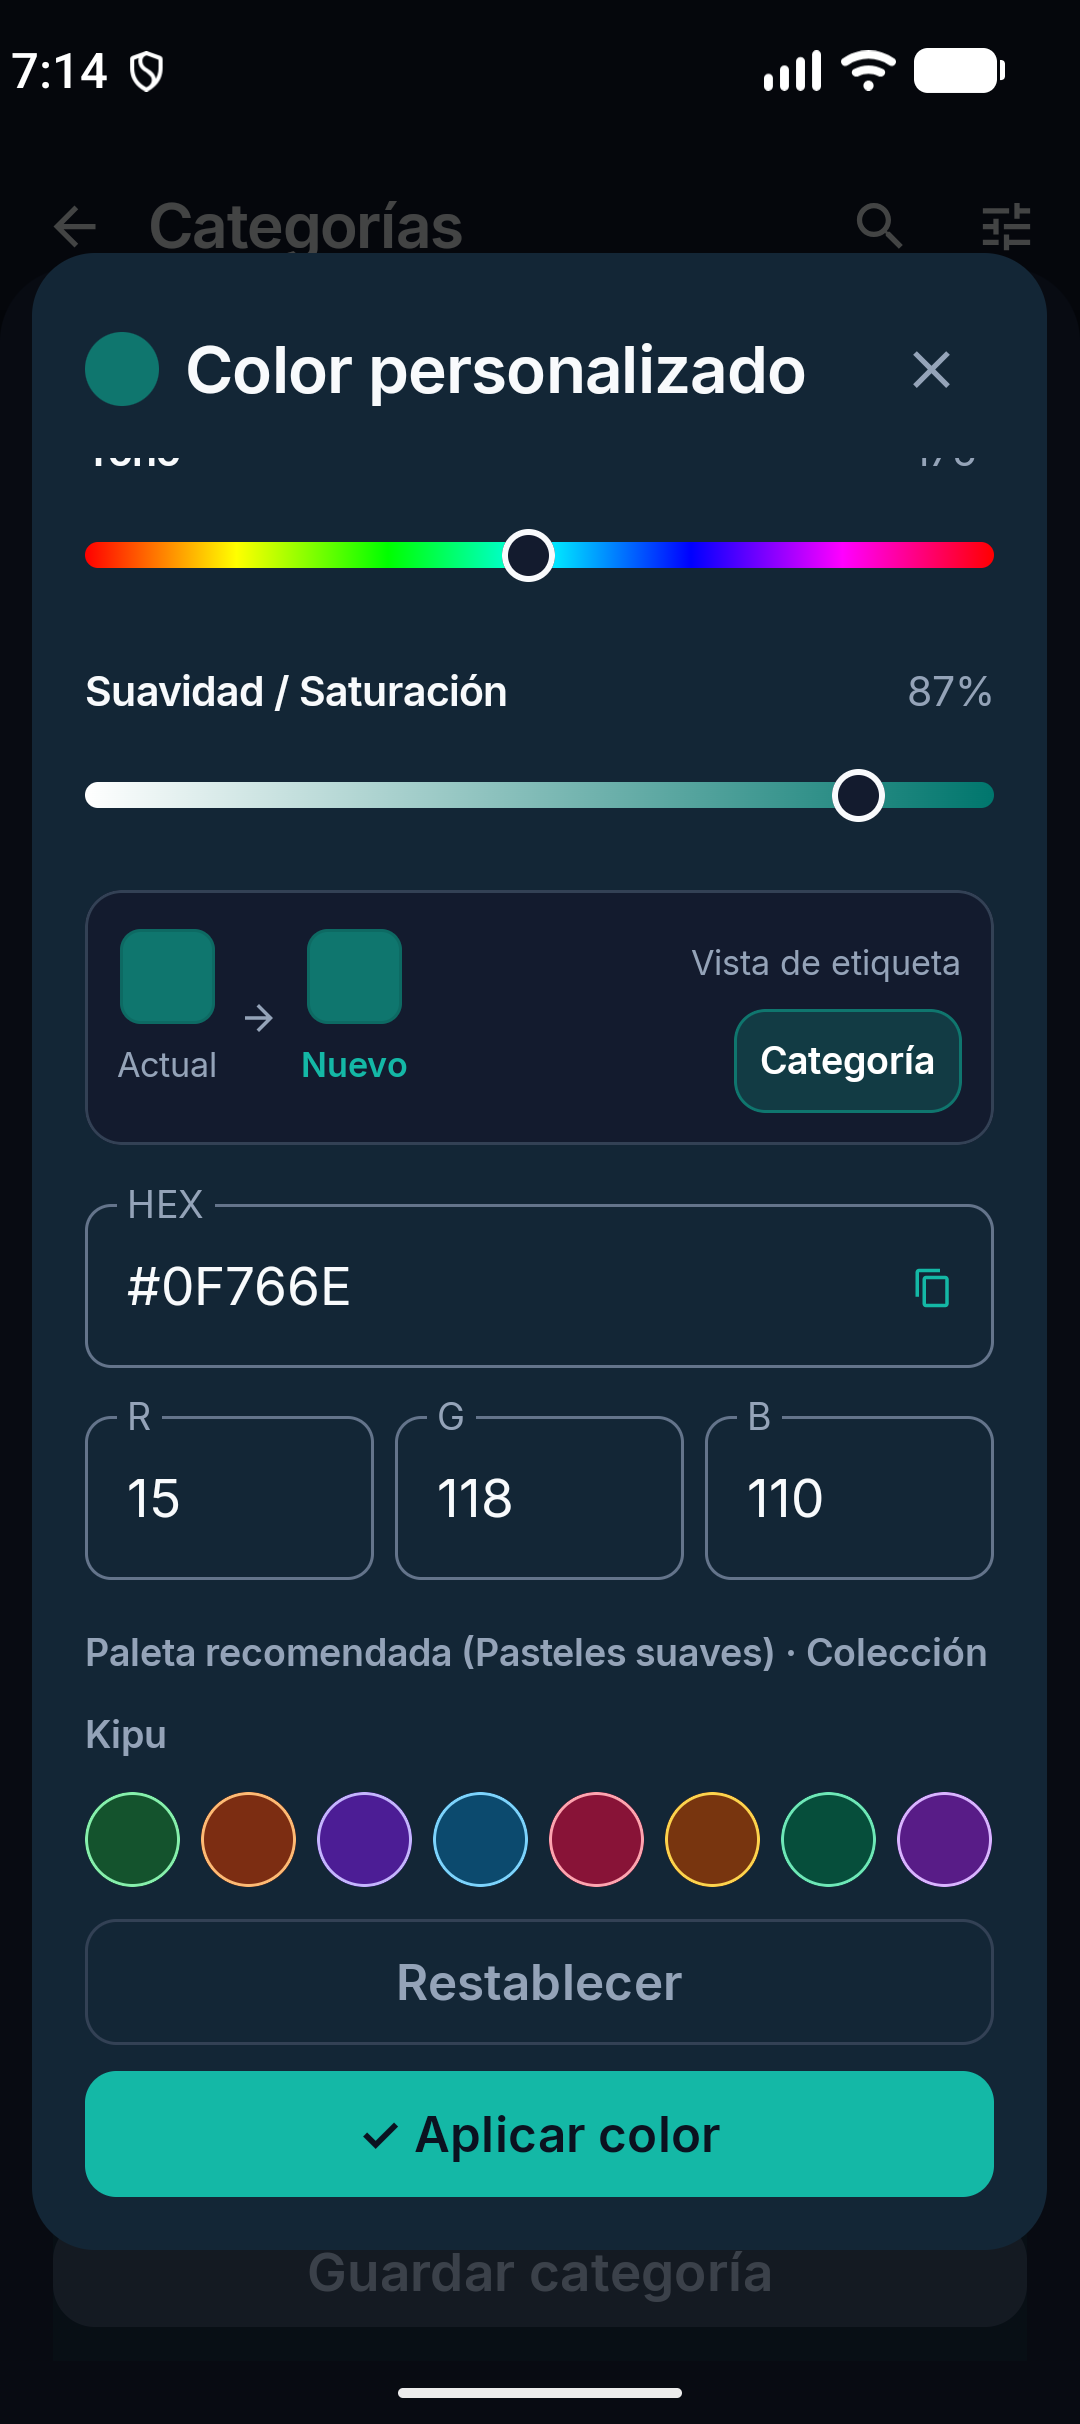 7:14
Categorías
Color personalizado
Suavidad / Saturación 87%
Vista de etiqueta
Actual
Nuevo
Categoría
HEX
#0F766E
R G B
15 118 110
Paleta recomendada (Pasteles suaves) · Colección
Kipu
Restablecer
Aplicar color
Guardar categoría